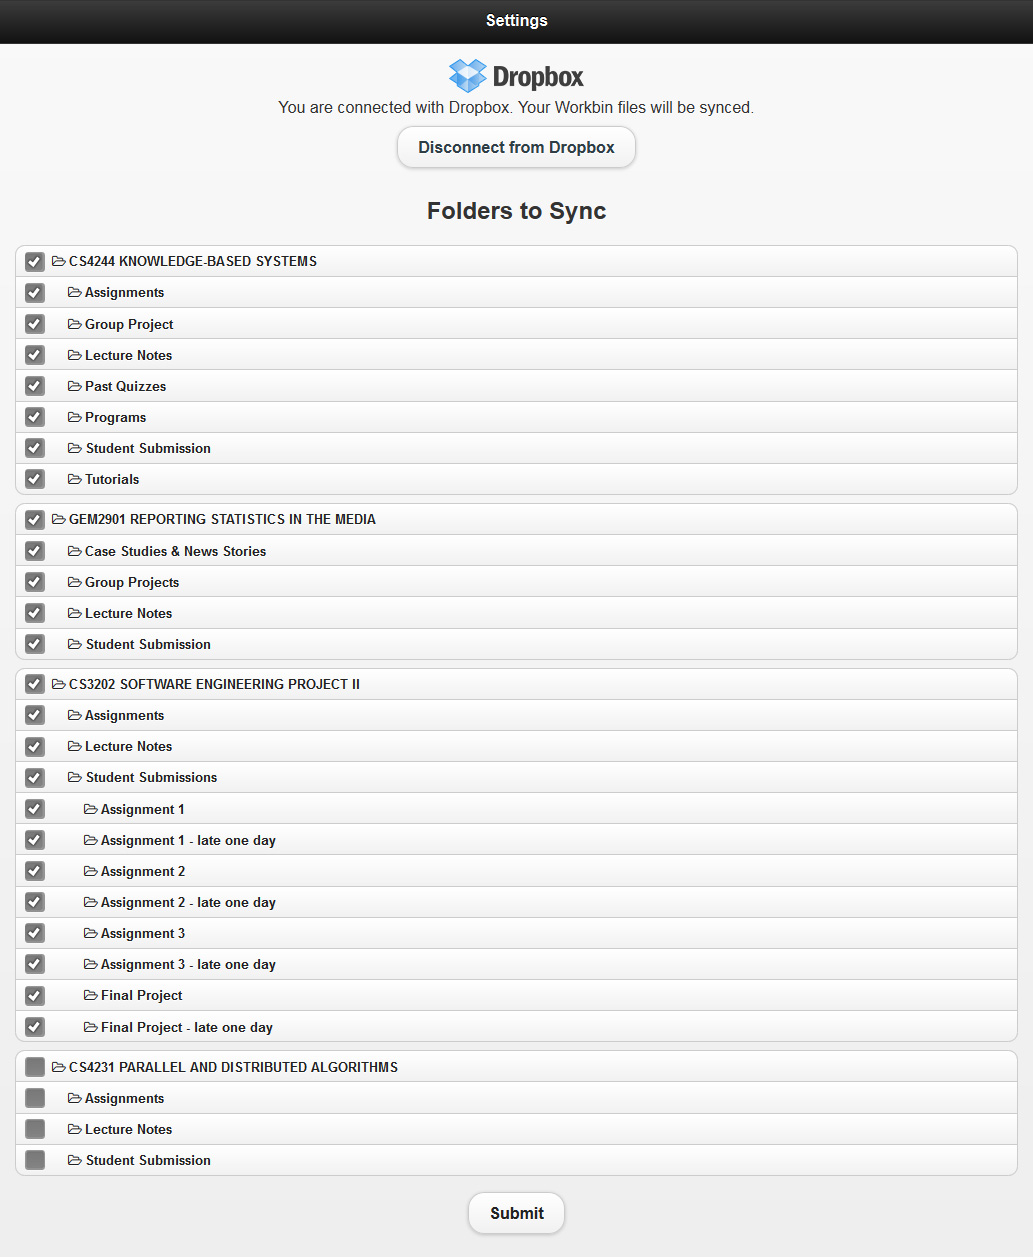 Settings
Dropbox
You are connected with Dropbox. Your Workbin files will be synced.
Disconnect from Dropbox
Folders to Sync
CS4244 KNOWLEDGE-BASED SYSTEMS
Assignments
Group Project
Lecture Notes
Past Quizzes
Programs
Student Submission
Tutorials
GEM2901 REPORTING STATISTICS IN THE MEDIA
Case Studies & News Stories
Group Projects
Lecture Notes
Student Submission
CS3202 SOFTWARE ENGINEERING PROJECT II
Assignments
Lecture Notes
Student Submissions
Assignment 1
Assignment 1 - late one day
Assignment 2
Assignment 2 - late one day
Assignment 3
Assignment 3 - late one day
Final Project
Final Project - late one day
CS4231 PARALLEL AND DISTRIBUTED ALGORITHMS
Assignments
Lecture Notes
Student Submission
Submit